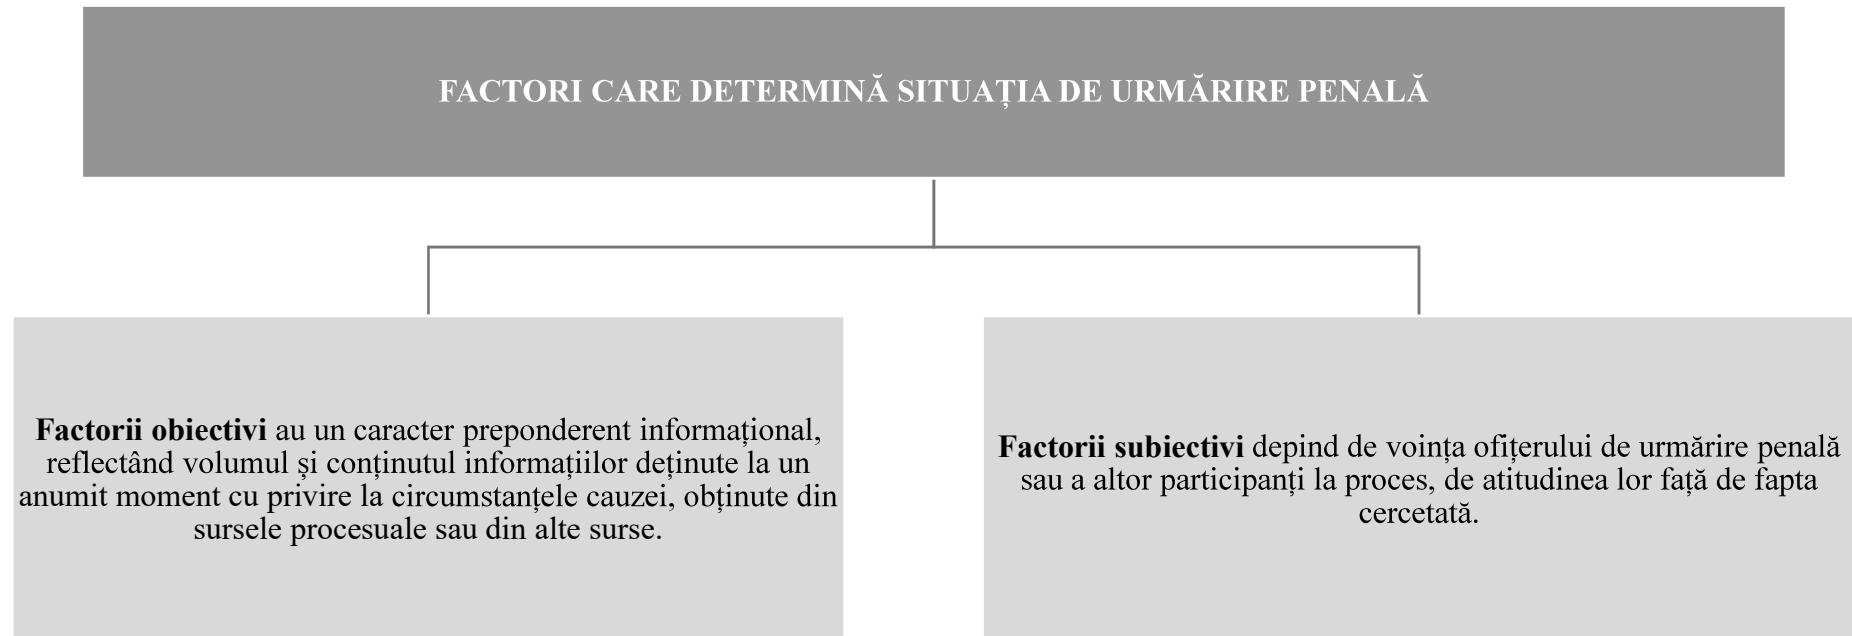 FACTORI CARE DETERMINĂ SITUAȚIA DE URMĂRIRE PENALĂ
Factorii obiectivi au un caracter preponderent informațional,
reflectând volumul și conținutul informațiilor deținute la un
anumit moment cu privire la circumstanțele cauzei, obținute din
sursele procesuale sau din alte surse.
Factorii subiectivi depind de voința ofițerului de urmărire penală
sau a altor participanți la proces, de atitudinea lor față de fapta
cercetată.